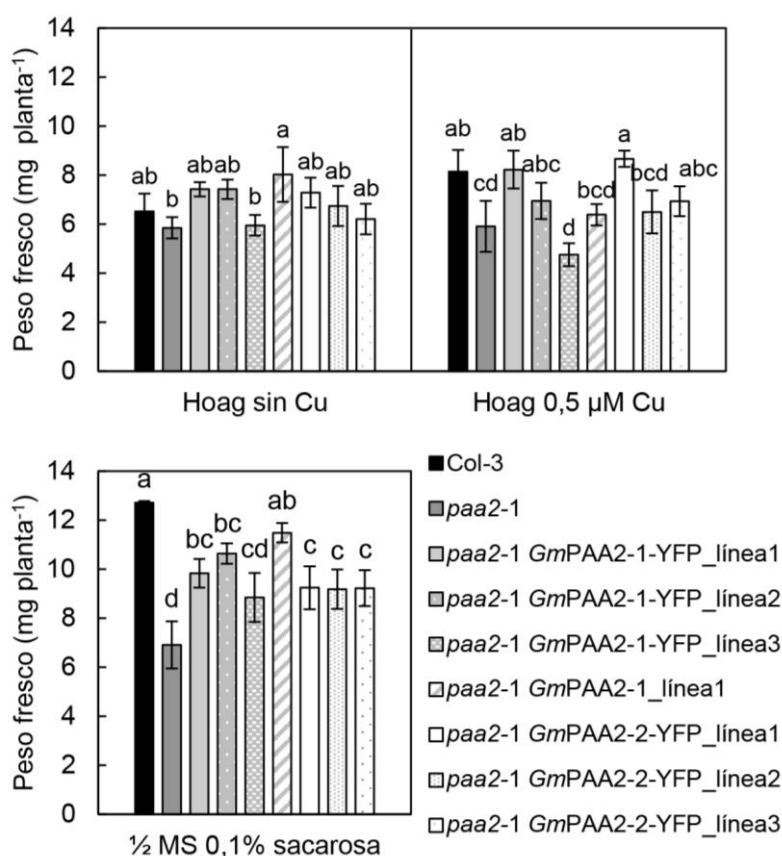 Peso fresco (mg planta⁻¹)
14
12
10
8
6
4
2
0
ab
b
ab
ab
b
a
ab
ab
ab
Hoag sin Cu
ab
cd
ab
abc
d
bcd
a
bcd
abc
Hoag 0,5 µM Cu
Peso fresco (mg planta⁻¹)
14
12
10
8
6
4
2
0
a
d
bc
bc
cd
ab
c
c
c
½ MS 0,1% sacarosa
Col-3
paa2-1
paa2-1 GmPAA2-1-YFP_línea1
paa2-1 GmPAA2-1-YFP_línea2
paa2-1 GmPAA2-1-YFP_línea3
paa2-1 GmPAA2-1_línea1
paa2-1 GmPAA2-2-YFP_línea1
paa2-1 GmPAA2-2-YFP_línea2
paa2-1 GmPAA2-2-YFP_línea3